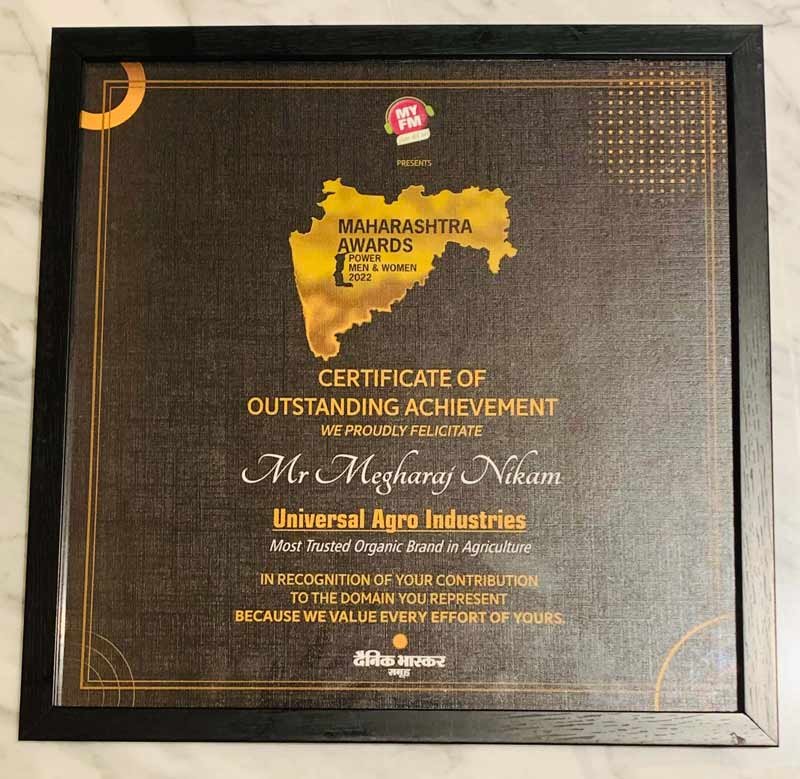 MY
FM
PRESENTS
MAHARASHTRA
AWARDS
POWER
MEN & WOMEN
2022
CERTIFICATE OF
OUTSTANDING ACHIEVEMENT
WE PROUDLY FELICITATE
Mr Megharaj Nikam
Universal Agro Industries
Most Trusted Organic Brand in Agriculture
IN RECOGNITION OF YOUR CONTRIBUTION
TO THE DOMAIN YOU REPRESENT
BECAUSE WE VALUE EVERY EFFORT OF YOURS.
दैनिक भास्कर
समूह